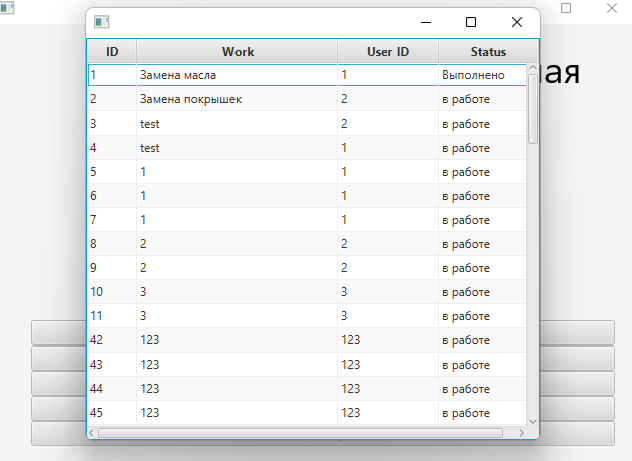 ID Work User ID Status
1 Замена масла 1 Выполнено
2 Замена покрышек 2 в работе
3 test 2 в работе
4 test 1 в работе
5 1 1 в работе
6 1 1 в работе
7 1 1 в работе
8 2 2 в работе
9 2 2 в работе
10 3 3 в работе
11 3 3 в работе
42 123 123 в работе
43 123 123 в работе
44 123 123 в работе
45 123 123 в работе